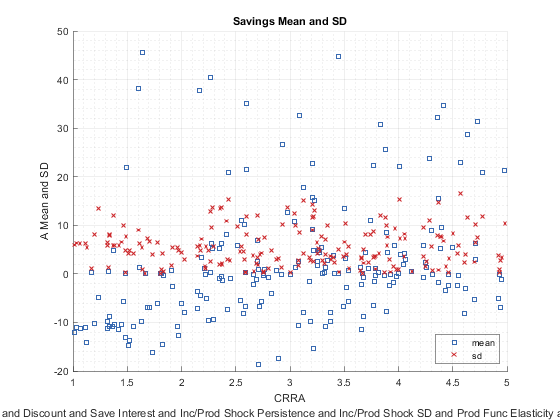 Savings Mean and SD
A Mean and SD
50
40
30
20
10
0
-10
-20
1
1.5
2
2.5
3
3.5
4
4.5
5
mean
sd
CRRA
and Discount and Save Interest and Inc/Prod Shock Persistence and Inc/Prod Shock SD and Prod Func Elasticity